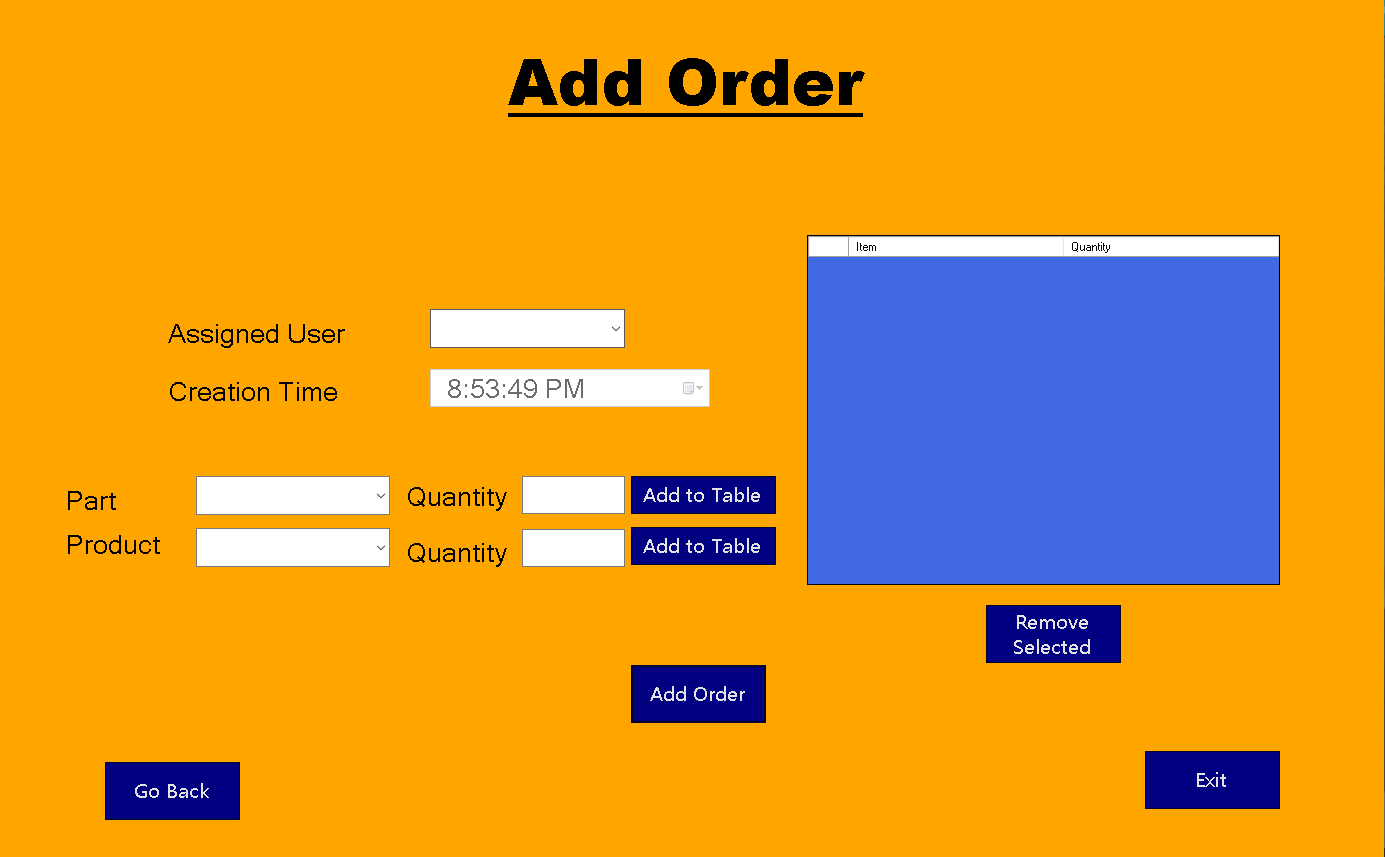 Add Order
Item Quantity
Assigned User
Creation Time 8:53:49 PM
Part Quantity Add to Table
Product Quantity Add to Table
Remove
Selected
Add Order
Go Back
Exit